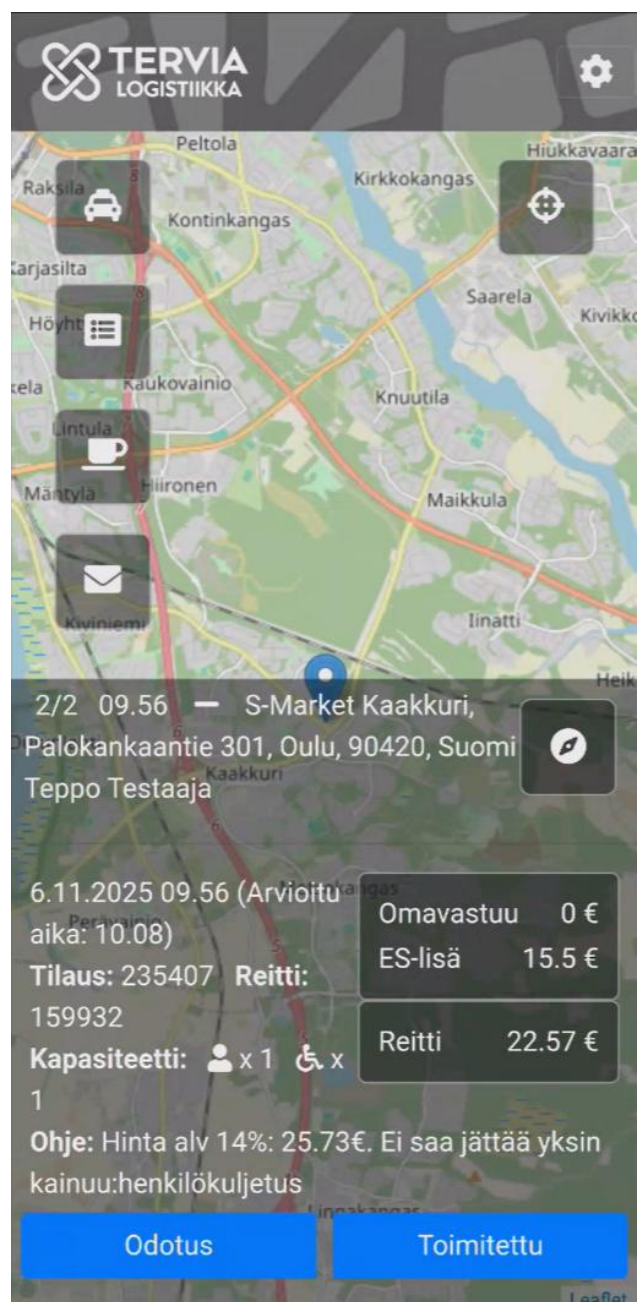 TERVIA
LOGISTIIKKA
Peltola
Hiukkavaara
Raksila
Kirkkokangas
Kontinkangas
Karjasilta
Saarela
Kivikko
Kaukovainio
Knuutila
Lintula
Mäntylä
Hiironen
Maikkula
Kiviniemi
Iinatti
2/2 09.56 — S-Market Kaakkuri,
Palokankaantie 301, Oulu, 90420, Suomi
Kaakkuri
Teppo Testaaja
6.11.2025 09.56 (Arvioitu
aika: 10.08)
Perävainio
Omavastuu 0 €
ES-lisä 15.5 €
Tilaus: 235407 Reitti:
159932
Reitti 22.57 €
Kapasiteetti: x 1 x
1
Ohje: Hinta alv 14%: 25.73€. Ei saa jättää yksin
kainuu:henkilökuljetus
Odotus
Toimitettu
Leaflet